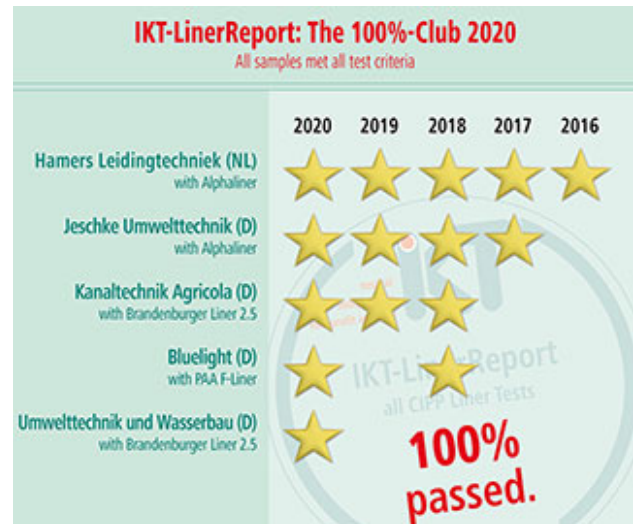 IKT-LinerReport: The 100%-Club 2020
All samples met all test criteria
2020 2019 2018 2017 2016
Hamers Leidingtechniek (NL)
with Alphaliner
Jeschke Umwelttechnik (D)
with Alphaliner
Kanaltechnik Agricola (D)
with Brandenburger Liner 2.5
Bluelight (D)
with PAA F-Liner
Umwelttechnik und Wasserbau (D)
with Brandenburger Liner 2.5
IKT
IKT-LinerReport
all CIPP Liner Tests
100%
passed.